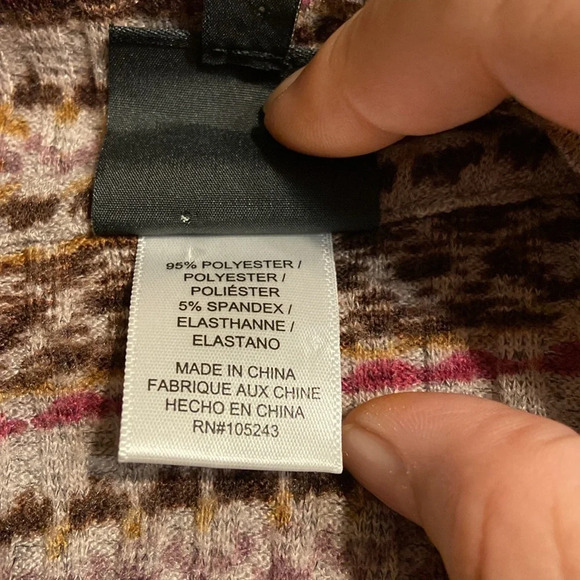 95% POLYESTER /
POLYESTER /
POLIÉSTER
5% SPANDEX /
ELASTHANNE /
ELASTANO
MADE IN CHINA
FABRIQUE AUX CHINE
HECHO EN CHINA
RN#105243